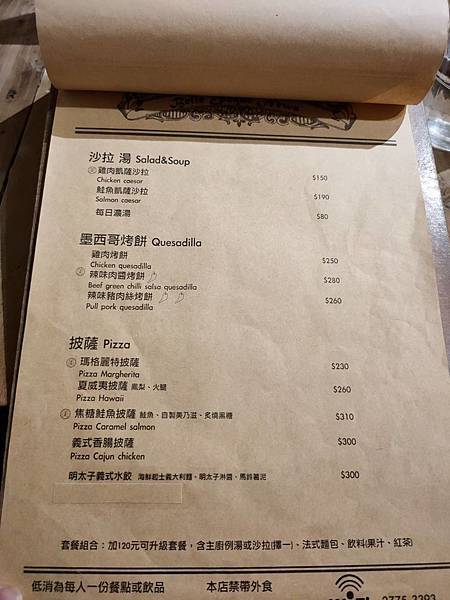 沙拉 湯 Salad&Soup
雞肉凱薩沙拉 $150
Chicken caesar
鮭魚凱薩沙拉 $190
Salmon caesar
每日濃湯 $80
墨西哥烤餅 Quesadilla
雞肉烤餅 $250
Chicken quesadilla
辣味肉醬烤餅 $280
Beef green chilli salsa quesadilla
辣味豬肉絲烤餅 $260
Pull pork quesadilla
披薩 Pizza
瑪格麗特披薩 $230
Pizza Margherita
夏威夷披薩 鳳梨、火腿 $260
Pizza Hawaii
焦糖鮭魚披薩 鮭魚、自製美乃滋、炙燒黑糖 $310
Pizza Caramel salmon
義式香腸披薩 $300
Pizza Cajun chicken
明太子義式水餃 海鮮起士義大利麵、明太子淋醬、馬鈴薯泥 $300
套餐組合：加120元可升級套餐，含主廚例湯或沙拉(擇一)、法式麵包、飲料(果汁、紅茶)
低消為每人一份餐點或飲品 本店禁帶外食
2775-3393